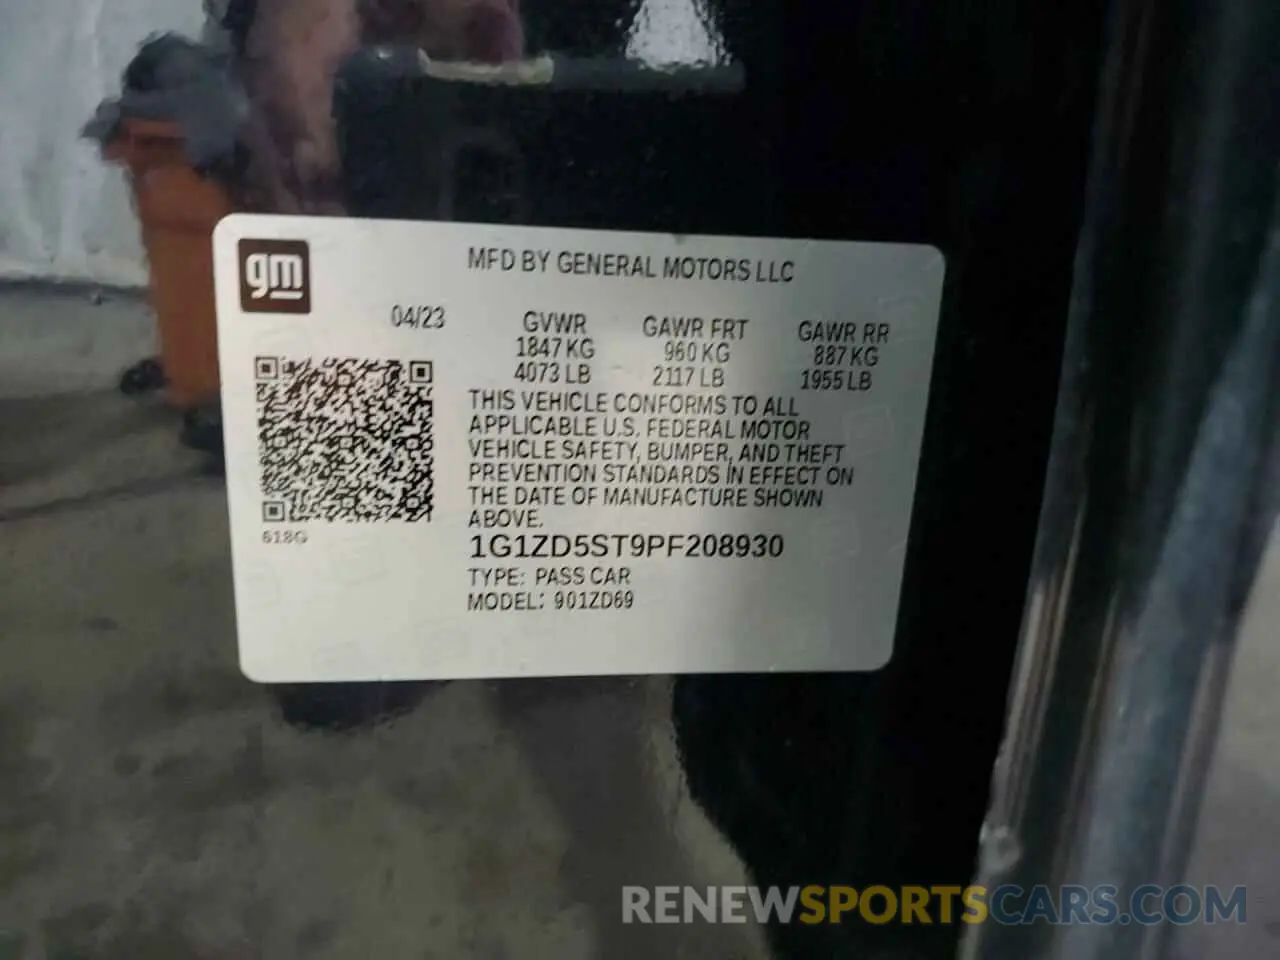 gm
MFD BY GENERAL MOTORS LLC
04/23 GVWR GAWR FRT GAWR RR
1847 KG 960 KG 887 KG
4073 LB 2117 LB 1955 LB
THIS VEHICLE CONFORMS TO ALL
APPLICABLE U.S. FEDERAL MOTOR
VEHICLE SAFETY, BUMPER, AND THEFT
PREVENTION STANDARDS IN EFFECT ON
THE DATE OF MANUFACTURE SHOWN
ABOVE.
618G
1G1ZD5ST9PF208930
TYPE: PASS CAR
MODEL: 901ZD69
RENEWSPORTSCARS.COM